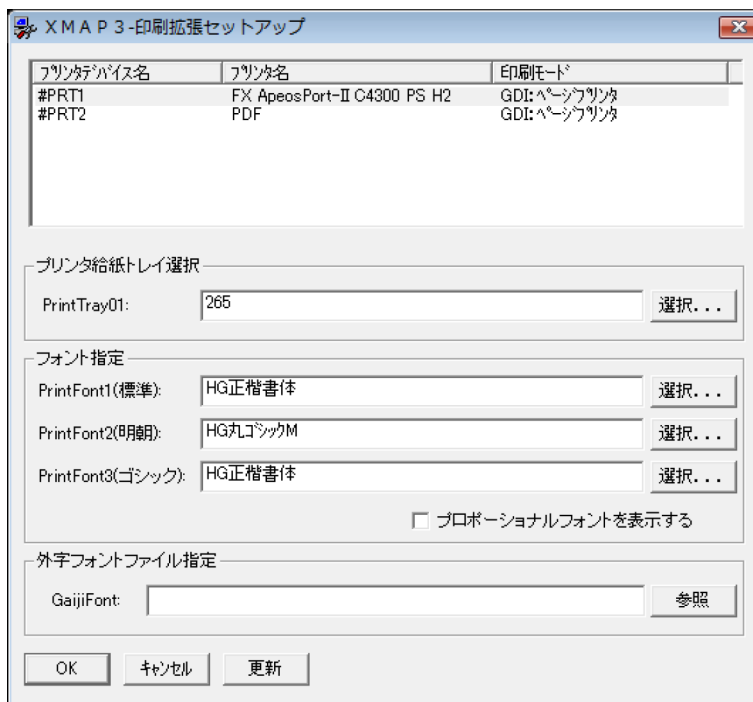 ＸＭＡＰ３-印刷拡張セットアップ
ﾌﾟﾘﾝﾀﾃﾞﾊﾞｲｽ名 ﾌﾟﾘﾝﾀ名 印刷ﾓｰﾄﾞ
#PRT1 FX ApeosPort-II C4300 PS H2 GDI:ﾍﾟｰｼﾞﾌﾟﾘﾝﾀ
#PRT2 PDF GDI:ﾍﾟｰｼﾞﾌﾟﾘﾝﾀ
プリンタ給紙トレイ選択
PrintTray01: 265 選択...
フォント指定
PrintFont1(標準): HG正楷書体 選択...
PrintFont2(明朝): HG丸ｺﾞｼｯｸM 選択...
PrintFont3(ゴシック): HG正楷書体 選択...
プロポーショナルフォントを表示する
外字フォントファイル指定
GaijiFont: 参照
OK ｷｬﾝｾﾙ 更新